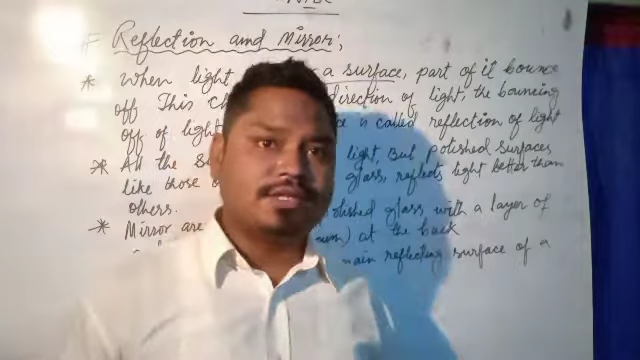 # Reflection and Mirror;
* When light a surface, part of it bounce
off This direction of light, the bouncing
off of light is called reflection of light
* All the light, But polished surfaces
like those glass, reflects light better than
others.
* Mirror are polished glass with a layer of
at the back
main reflecting surface of a